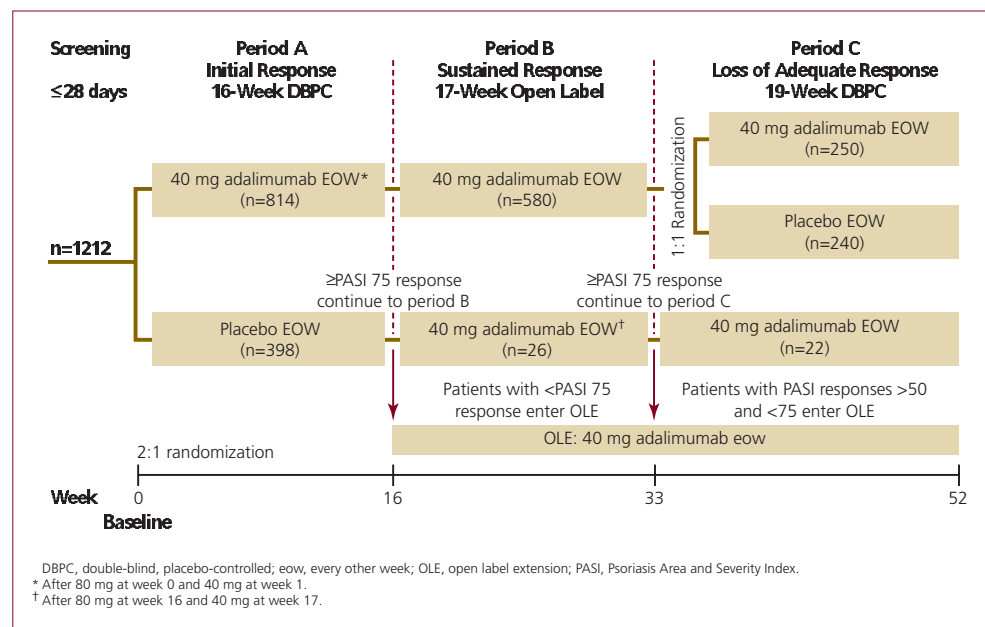 Screening
≤28 days
Period A
Initial Response
16-Week DBPC
Period B
Sustained Response
17-Week Open Label
Period C
Loss of Adequate Response
19-Week DBPC
n=1212
40 mg adalimumab EOW*
(n=814)
40 mg adalimumab EOW
(n=580)
1:1 Randomization
40 mg adalimumab EOW
(n=250)
Placebo EOW
(n=240)
≥PASI 75 response
continue to period B
≥PASI 75 response
continue to period C
Placebo EOW
(n=398)
40 mg adalimumab EOW†
(n=26)
40 mg adalimumab EOW
(n=22)
Patients with <PASI 75
response enter OLE
Patients with PASI responses >50
and <75 enter OLE
OLE: 40 mg adalimumab eow
2:1 randomization
Week
0
16
33
52
Baseline
DBPC, double-blind, placebo-controlled; eow, every other week; OLE, open label extension; PASI, Psoriasis Area and Severity Index.
* After 80 mg at week 0 and 40 mg at week 1.
† After 80 mg at week 16 and 40 mg at week 17.